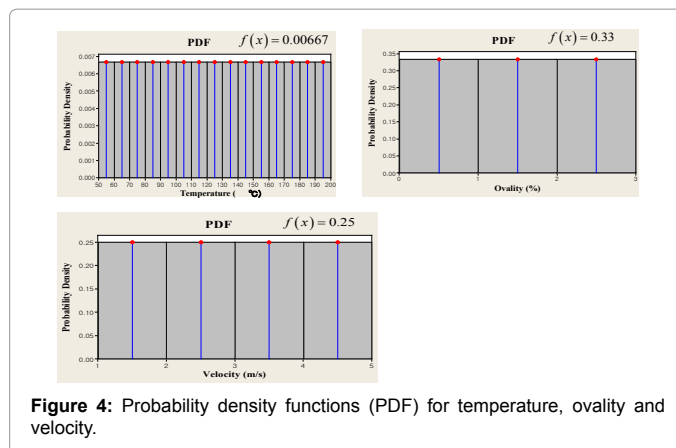 PDF f(x) = 0.00667
Probability Density
0.007
0.006
0.005
0.004
0.003
0.002
0.001
0.000
50 60 70 80 90 100 110 120 130 140 150 160 170 180 190 200
Temperature ( ℃)
PDF f(x) = 0.33
Probability Density
0.35
0.30
0.25
0.20
0.15
0.10
0.05
0.00
0 1 2 3
Ovality (%)
PDF f(x) = 0.25
Probability Density
0.25
0.20
0.15
0.10
0.05
0.00
1 2 3 4 5
Velocity (m/s)
Figure 4: Probability density functions (PDF) for temperature, ovality and
velocity.